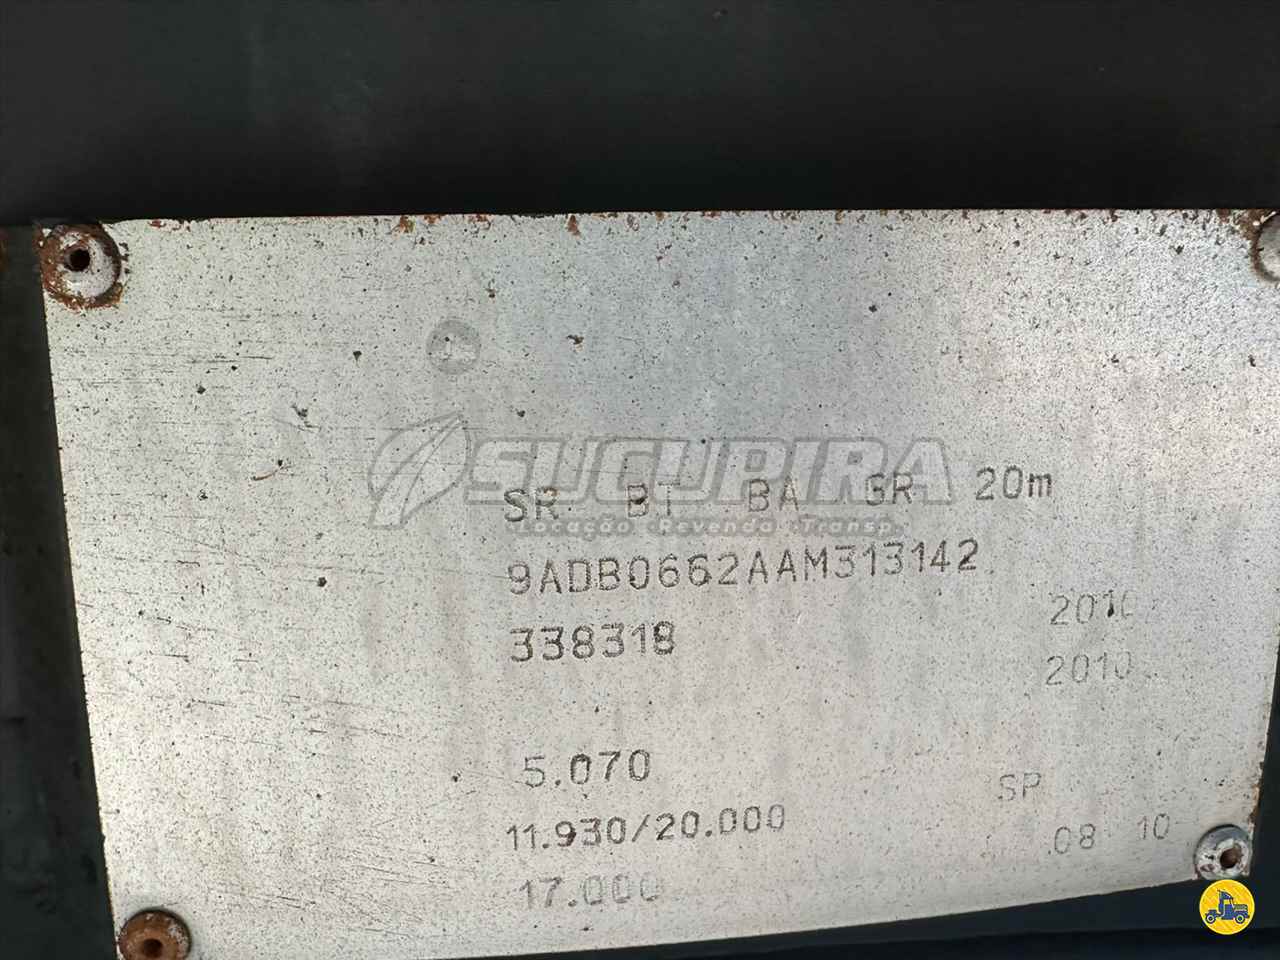 SUCUPIRA
Locação · Revenda · Transp.
SR BT BA GR 20m
9ADB0662AAM313142
338318 2010
2010
5.070
11.930/20.000 SP
17.000 08 10